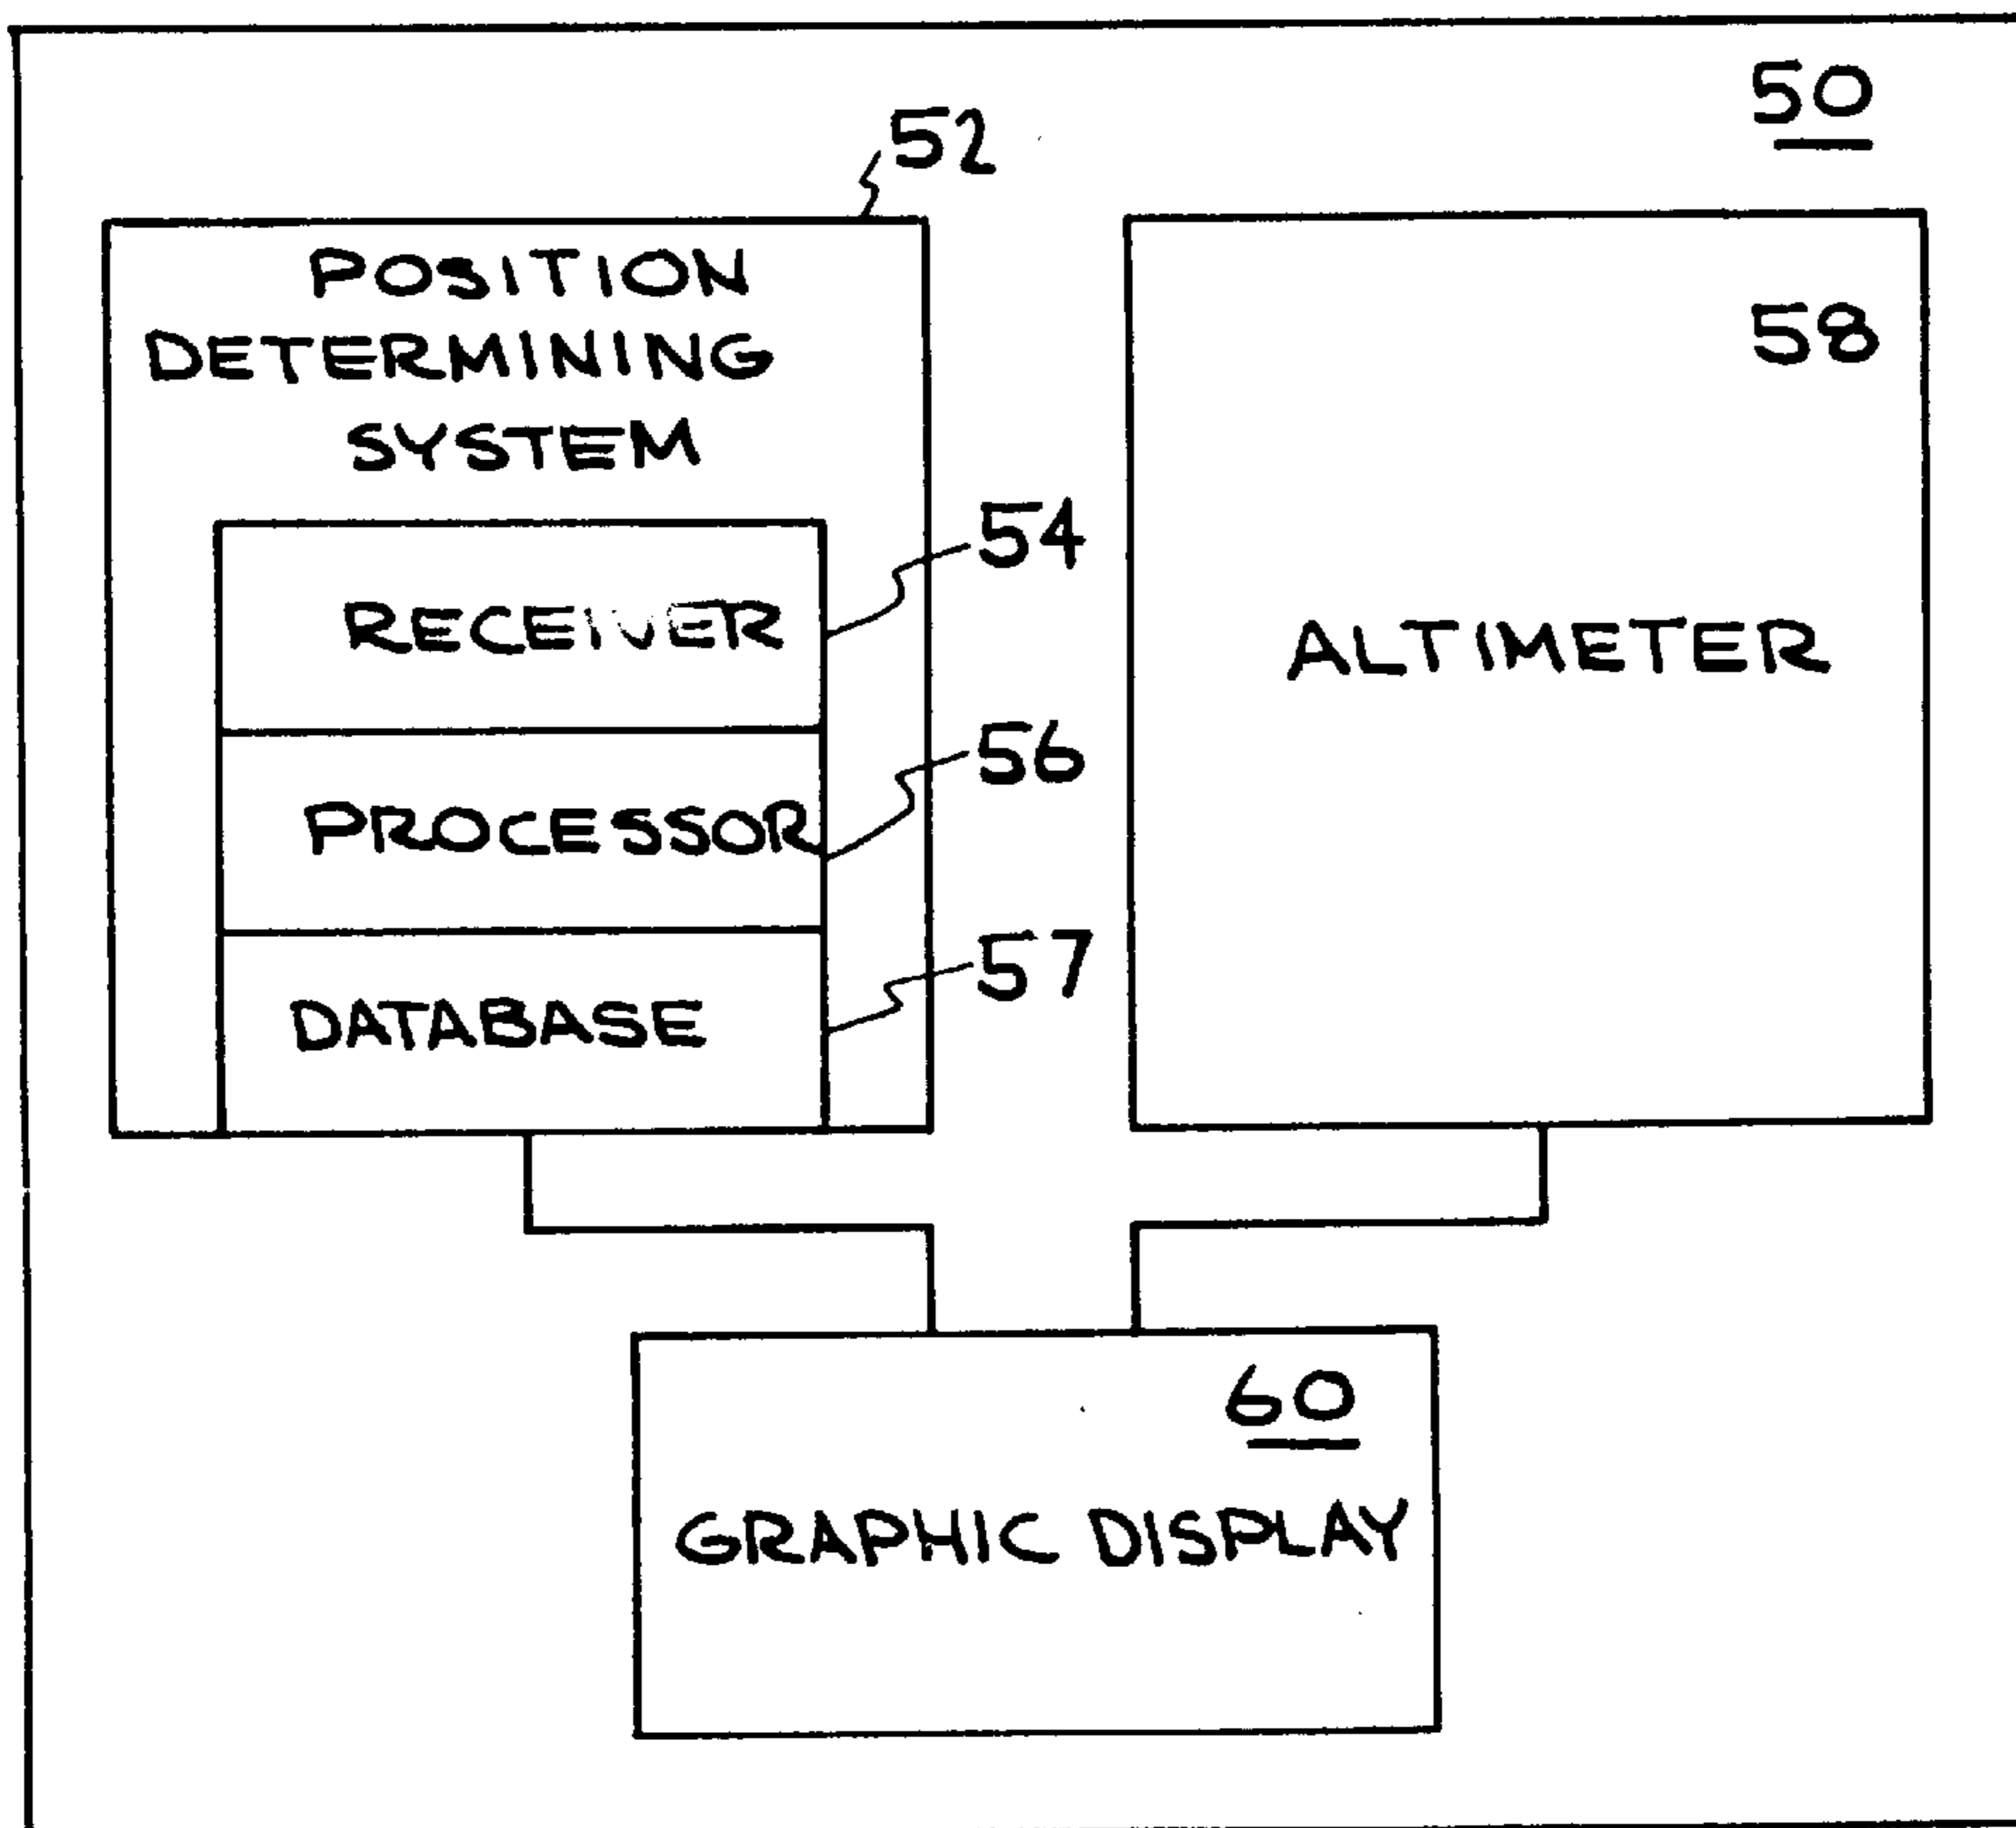 50
52
POSITION
DETERMINING
SYSTEM
54
RECEIVER
56
PROCESSOR
57
DATABASE
58
ALTIMETER
60
GRAPHIC DISPLAY